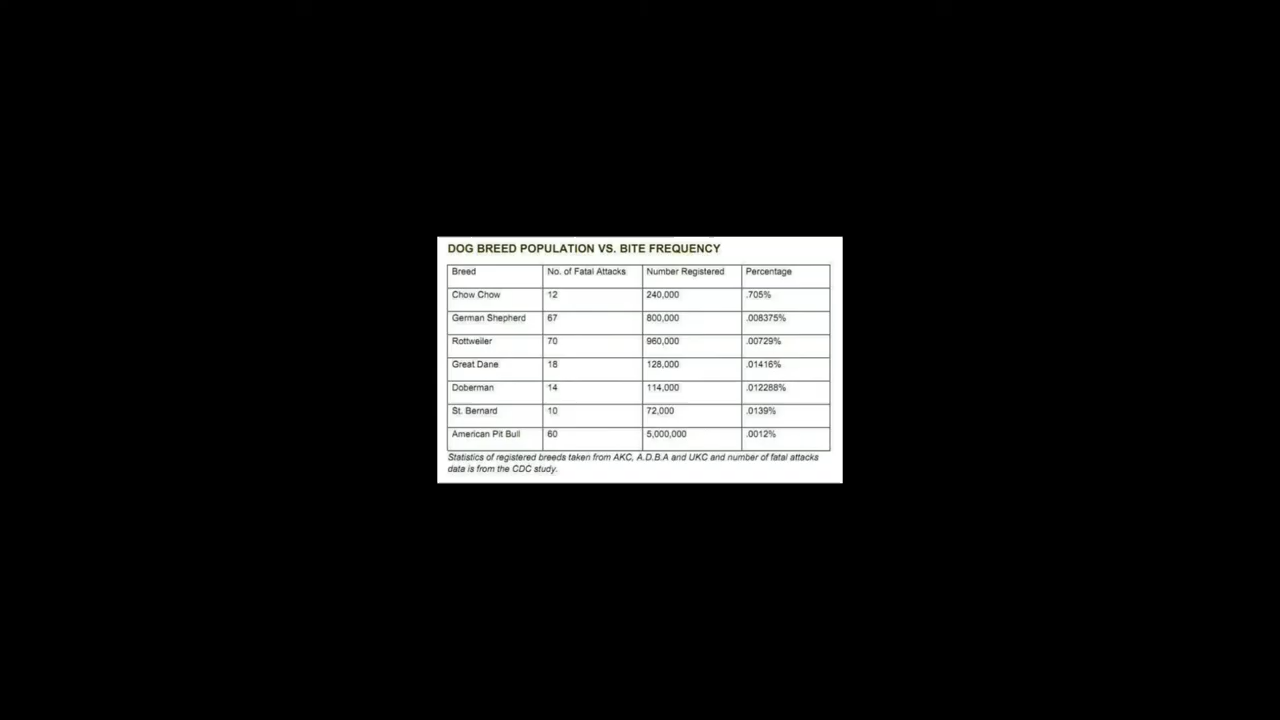 DOG BREED POPULATION VS. BITE FREQUENCY
Breed No. of Fatal Attacks Number Registered Percentage
Chow Chow 12 240,000 .705%
German Shepherd 67 800,000 .008375%
Rottweiler 70 960,000 .00729%
Great Dane 18 128,000 .01416%
Doberman 14 114,000 .012288%
St. Bernard 10 72,000 .0139%
American Pit Bull 60 5,000,000 .0012%
Statistics of registered breeds taken from AKC, A.D.B.A and UKC and number of fatal attacks
data is from the CDC study.